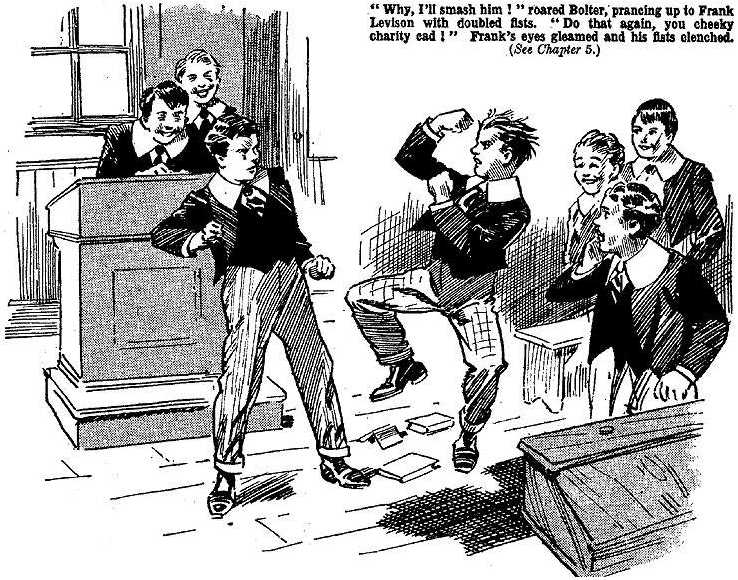 “ Why, I’ll smash him ! ” roared Bolter, prancing up to Frank
Levison with doubled fists. “ Do that again, you cheeky
charity cad ! ” Frank’s eyes gleamed and his fists clenched.
(See Chapter 5.)